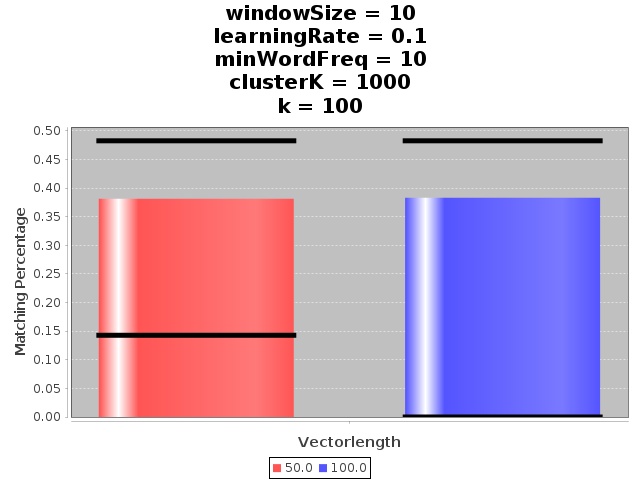 windowSize = 10
learningRate = 0.1
minWordFreq = 10
clusterK = 1000
k = 100
0.50
0.45
0.40
0.35
0.30
0.25
0.20
0.15
0.10
0.05
0.00
Matching Percentage
Vectorlength
50.0 100.0